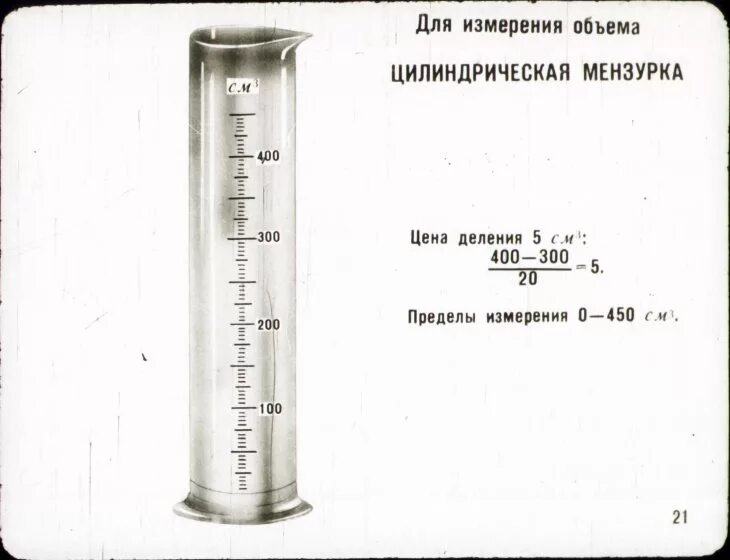 Для измерения объема
ЦИЛИНДРИЧЕСКАЯ МЕНЗУРКА
см³
400
300
200
100
Цена деления 5 см³:
400—300
20
=5.
Пределы измерения 0—450 см³.
21